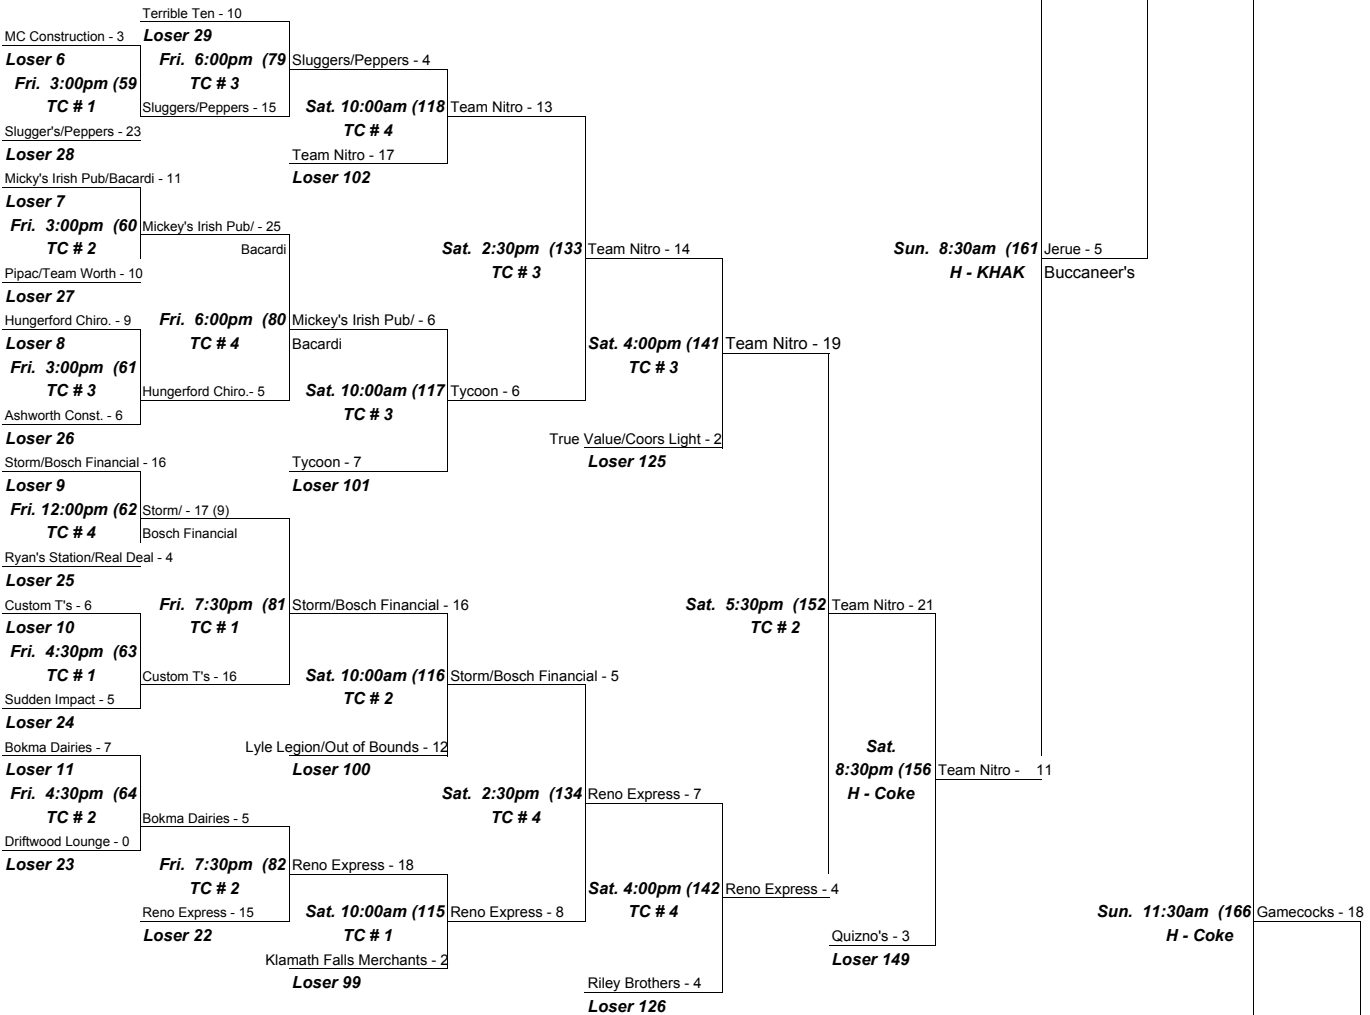 Terrible Ten - 10
MC Construction - 3
Loser 29
Loser 6
Fri. 6:00pm (79
Sluggers/Peppers - 4
Fri. 3:00pm (59
TC # 3
TC # 1
Sluggers/Peppers - 15
Sat. 10:00am (118
Team Nitro - 13
Slugger's/Peppers - 23
TC # 4
Loser 28
Team Nitro - 17
Micky's Irish Pub/Bacardi - 11
Loser 102
Loser 7
Fri. 3:00pm (60
Mickey's Irish Pub/ - 25
TC # 2
Bacardi
Sat. 2:30pm (133
Team Nitro - 14
Sun. 8:30am (161
Jerue - 5
Pipac/Team Worth - 10
TC # 3
H - KHAK
Buccaneer's
Loser 27
Hungerford Chiro. - 9
Fri. 6:00pm (80
Mickey's Irish Pub/ - 6
Loser 8
TC # 4
Bacardi
Sat. 4:00pm (141
Team Nitro - 19
Fri. 3:00pm (61
TC # 3
TC # 3
Hungerford Chiro.- 5
Sat. 10:00am (117
Tycoon - 6
Ashworth Const. - 6
TC # 3
Loser 26
True Value/Coors Light - 2
Storm/Bosch Financial - 16
Tycoon - 7
Loser 125
Loser 9
Loser 101
Fri. 12:00pm (62
Storm/ - 17 (9)
TC # 4
Bosch Financial
Ryan's Station/Real Deal - 4
Loser 25
Custom T's - 6
Fri. 7:30pm (81
Storm/Bosch Financial - 16
Sat. 5:30pm (152
Team Nitro - 21
Loser 10
TC # 1
TC # 2
Fri. 4:30pm (63
TC # 1
Custom T's - 16
Sat. 10:00am (116
Storm/Bosch Financial - 5
Sudden Impact - 5
TC # 2
Loser 24
Bokma Dairies - 7
Lyle Legion/Out of Bounds - 12
Sat.
Loser 11
Loser 100
8:30pm (156
Team Nitro - 11
Fri. 4:30pm (64
Sat. 2:30pm (134
Reno Express - 7
H - Coke
TC # 2
Bokma Dairies - 5
TC # 4
Driftwood Lounge - 0
Loser 23
Fri. 7:30pm (82
Reno Express - 18
TC # 2
Sat. 4:00pm (142
Reno Express - 4
Reno Express - 15
Sat. 10:00am (115
Reno Express - 8
TC # 4
Sun. 11:30am (166
Gamecocks - 18
Loser 22
TC # 1
Quizno's - 3
H - Coke
Klamath Falls Merchants - 2
Loser 149
Loser 99
Riley Brothers - 4
Loser 126